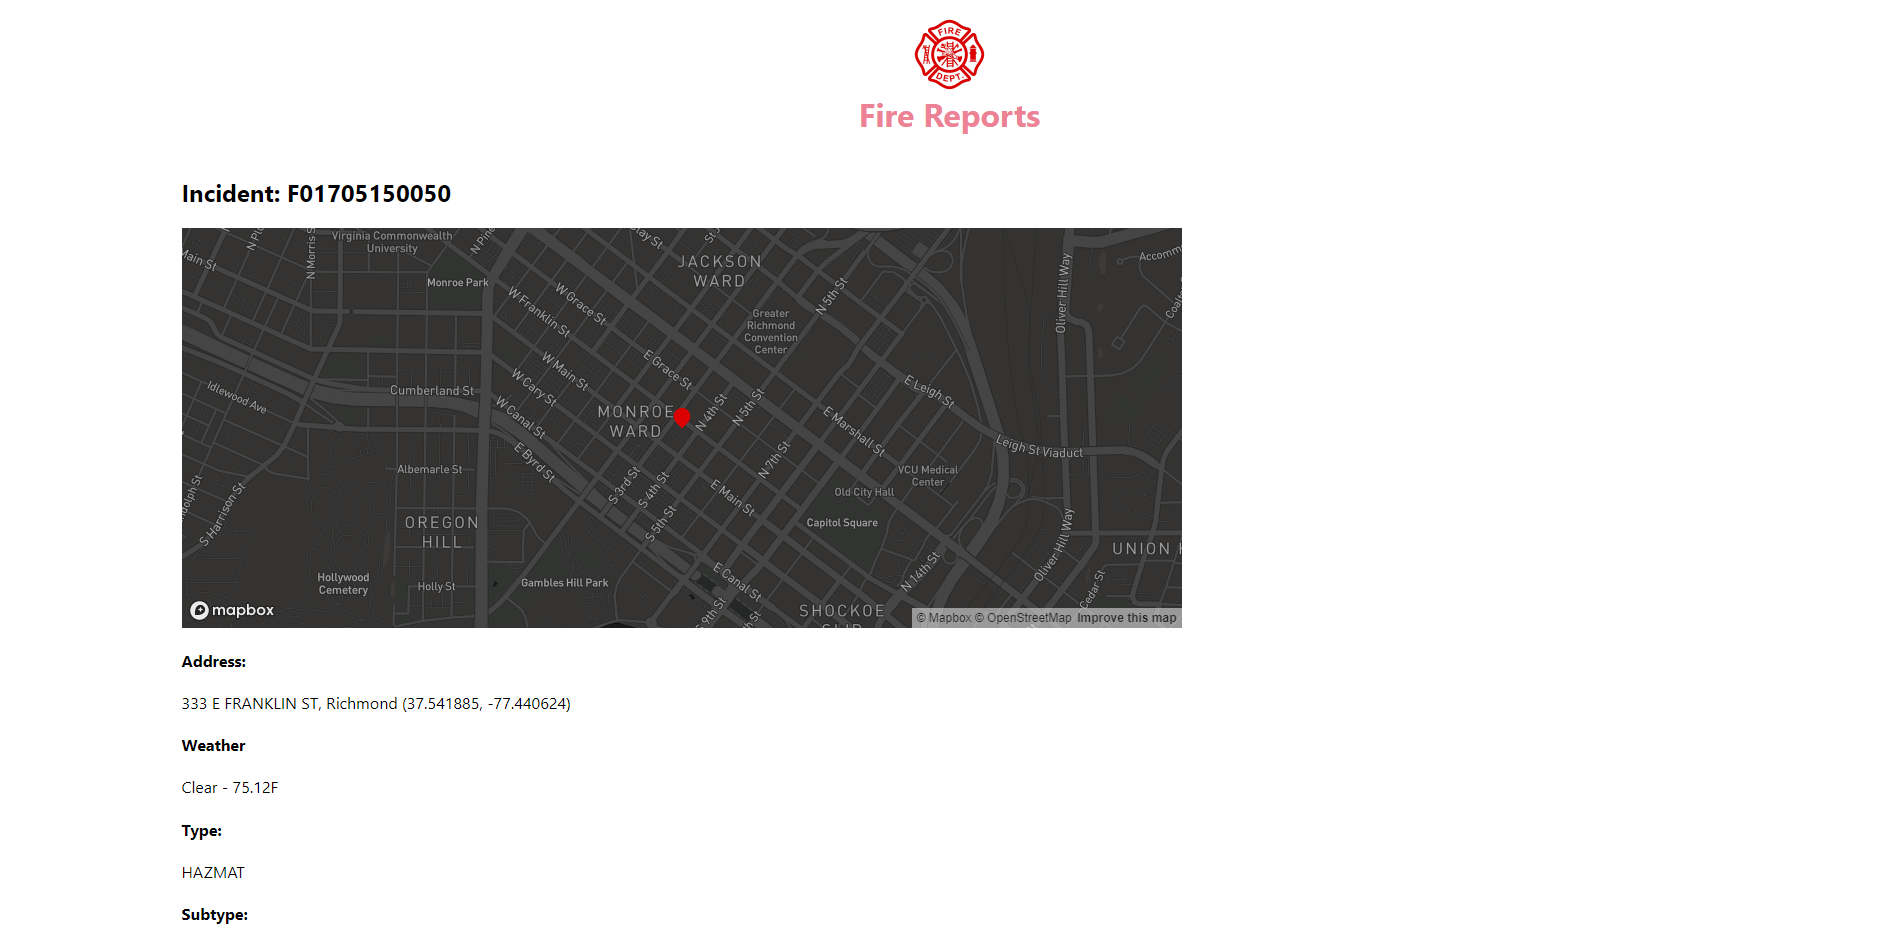 FIRE
DEPT.
Fire Reports
Incident: F01705150050
Virginia Commonwealth
University
N Morris S
N Pine
Main St
Monroe Park
W Franklin St
W Grace St
JACKSON
WARD
N 5th St
Greater
Richmond
Convention
Center
Oliver Hill Way
Accomm
Idlewood Ave
Cumberland St
W Main St
W Cary St
W Canal St
E Grace St
MONROE
WARD
N 4th St
N 5th St
E Leigh St
E Marshall St
Leigh St Viaduct
E Byrd St
Albemarle St
S Harrison St
S 3rd St
S 4th St
S 5th St
N 7th St
E Main St
VCU Medical
Center
Old City Hall
Capitol Square
OREGON
HILL
Oliver Hill Way
UNION
Hollywood
Cemetery
Holly St
Gambles Hill Park
E Canal St
S 9th St
N 14th St
Cedar St
SHOCKOE
SLIP
mapbox
© Mapbox © OpenStreetMap Improve this map
Address:
333 E FRANKLIN ST, Richmond (37.541885, -77.440624)
Weather
Clear - 75.12F
Type:
HAZMAT
Subtype: